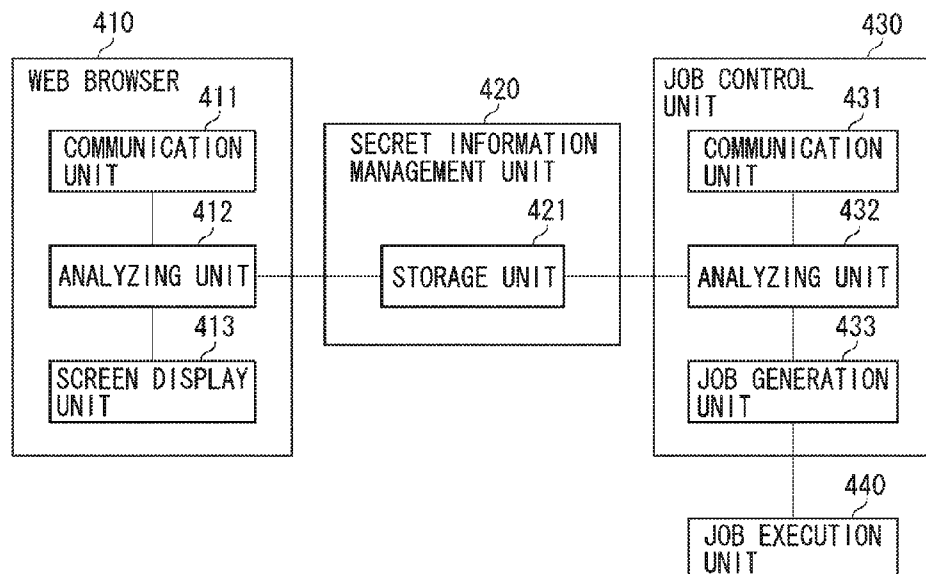 410
WEB BROWSER
411
COMMUNICATION
UNIT
412
ANALYZING UNIT
413
SCREEN DISPLAY
UNIT
420
SECRET INFORMATION
MANAGEMENT UNIT
421
STORAGE UNIT
430
JOB CONTROL
UNIT
431
COMMUNICATION
UNIT
432
ANALYZING UNIT
433
JOB GENERATION
UNIT
440
JOB EXECUTION
UNIT